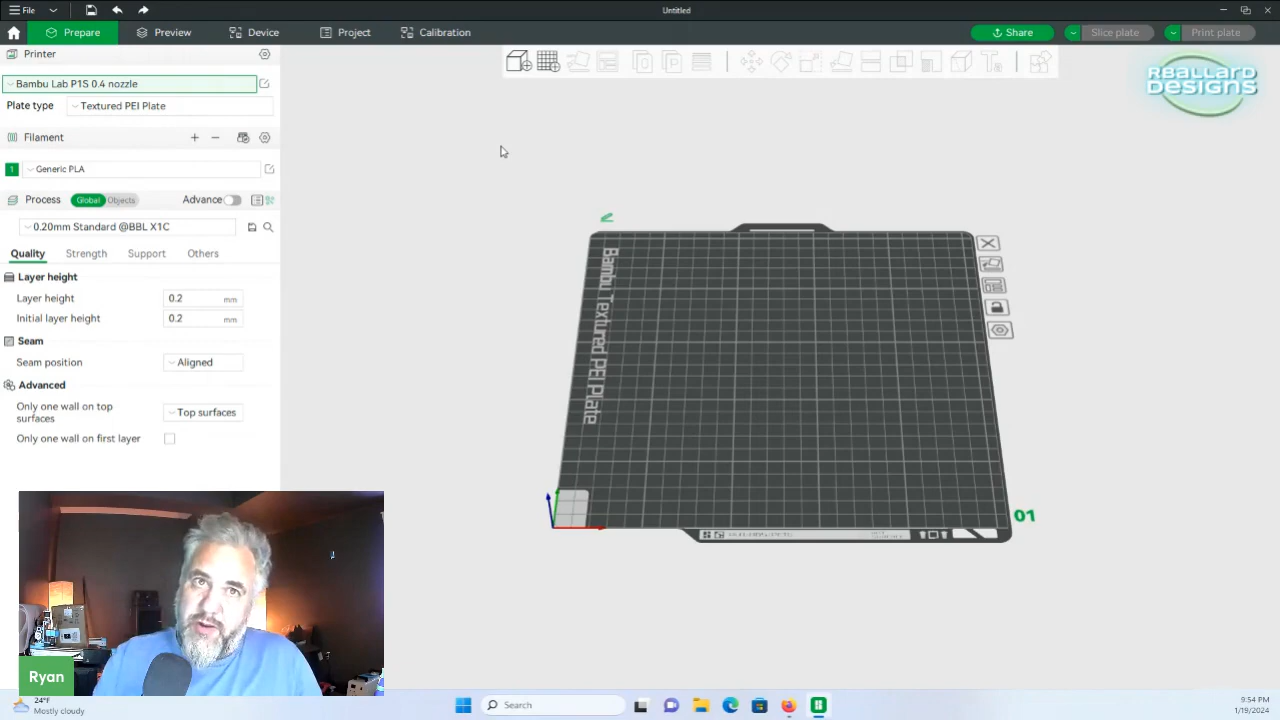 File
Untitled
Prepare
Preview
Device
Project
Calibration
Share
Slice plate
Print plate
Printer
Bambu Lab P1S 0.4 nozzle
Plate type
Textured PEI Plate
Filament
1
Generic PLA
Process
Global
Objects
Advance
0.20mm Standard @BBL X1C
Quality
Strength
Support
Others
Layer height
Layer height
0.2
mm
Initial layer height
0.2
mm
Seam
Seam position
Aligned
Advanced
Only one wall on top
surfaces
Top surfaces
Only one wall on first layer
RBALLARD
DESIGNS
Bambu Textured PEI Plate
01
Ryan
24°F
Mostly cloudy
Search
9:54 PM
1/19/2024